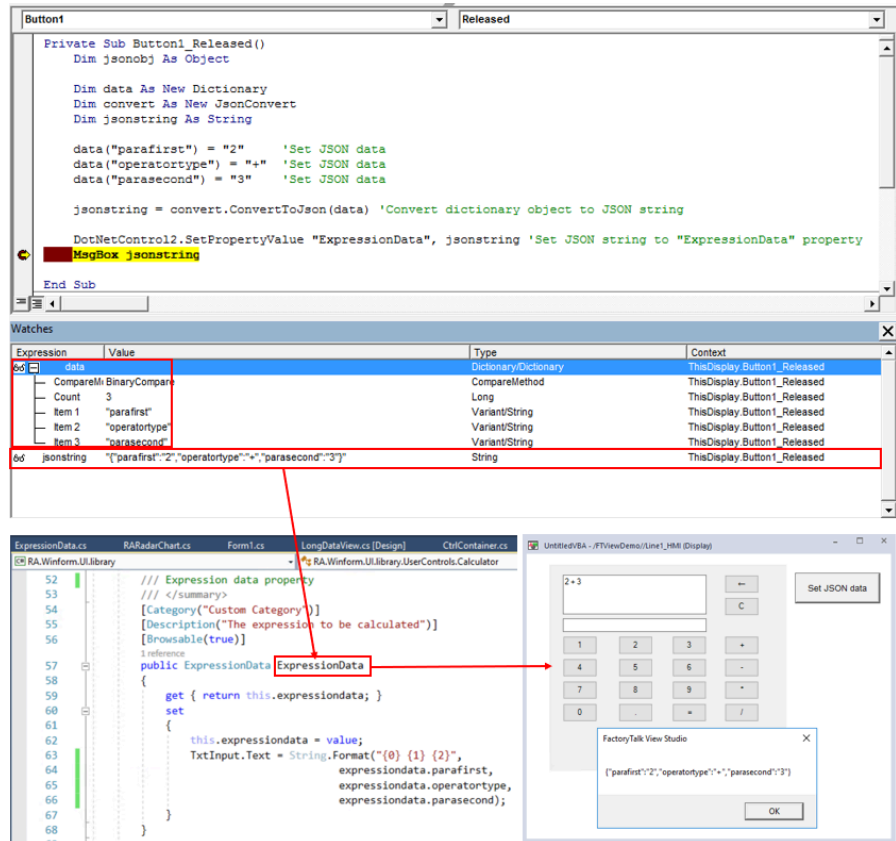 Button1
Released
Private Sub Button1_Released()
Dim jsonobj As Object
Dim data As New Dictionary
Dim convert As New JsonConvert
Dim jsonstring As String
data("parafirst") = "2" 'Set JSON data
data("operatortype") = "+" 'Set JSON data
data("parasecond") = "3" 'Set JSON data
jsonstring = convert.ConvertToJson(data) 'Convert dictionary object to JSON string
DotNetControl2.SetPropertyValue "ExpressionData", jsonstring 'Set JSON string to "ExpressionData" property
MsgBox jsonstring
End Sub
Watches
Expression Value Type Context
data Dictionary/Dictionary ThisDisplay.Button1_Released
CompareM BinaryCompare CompareMethod ThisDisplay.Button1_Released
Count 3 Long ThisDisplay.Button1_Released
Item 1 "parafirst" Variant/String ThisDisplay.Button1_Released
Item 2 "operatortype" Variant/String ThisDisplay.Button1_Released
Item 3 "parasecond" Variant/String ThisDisplay.Button1_Released
jsonstring "{"parafirst":"2","operatortype":"+","parasecond":"3"}" String ThisDisplay.Button1_Released
ExpressionData.cs RARadarChart.cs Form1.cs LongDataView.cs [Design] CtrlContainer.cs
RA.Winform.UI.library RA.Winform.UI.library.UserControls.Calculator
52 /// Expression data property
53 /// </summary>
54 [Category("Custom Category")]
55 [Description("The expression to be calculated")]
56 [Browsable(true)]
1 reference
57 public ExpressionData ExpressionData
58 {
59 get { return this.expressiondata; }
60 set
61 {
62 this.expressiondata = value;
63 TxtInput.Text = String.Format("{0} {1} {2}",
64 expressiondata.parafirst,
65 expressiondata.operatortype,
66 expressiondata.parasecond);
67 }
68 }
UntitledVBA - /FTViewDemo//Line1_HMI (Display)
2 + 3
←
Set JSON data
C
1 2 3 +
4 5 6 -
7 8 9 *
0 . = /
FactoryTalk View Studio
{"parafirst":"2","operatortype":"+","parasecond":"3"}
OK